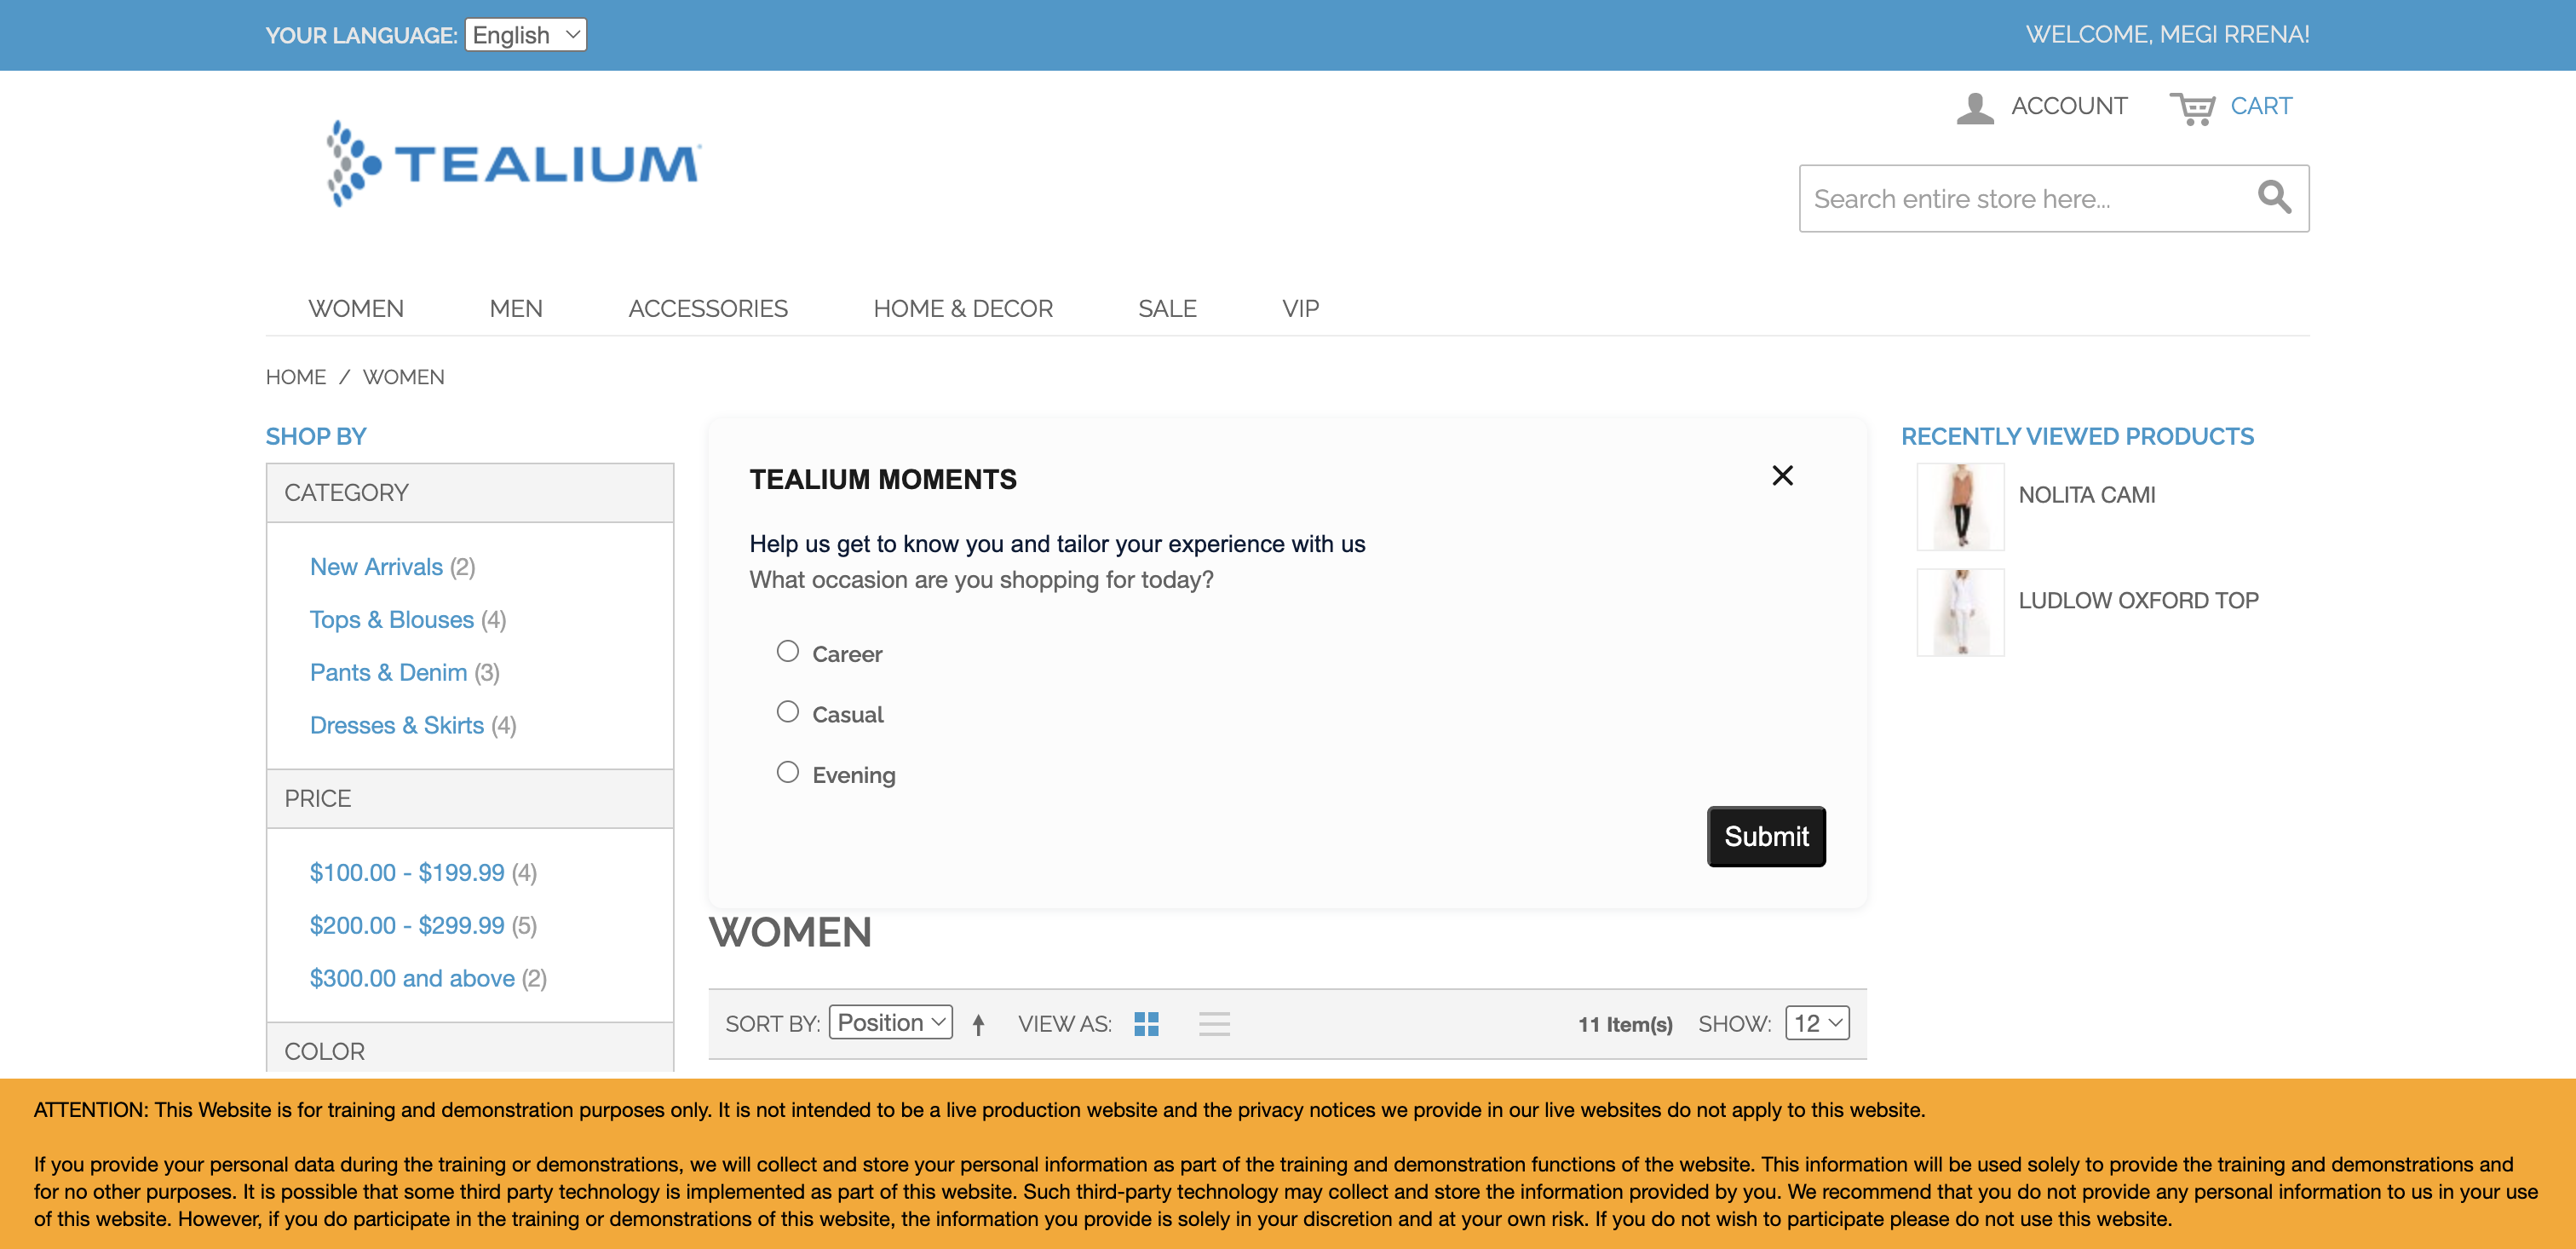 YOUR LANGUAGE: English
WELCOME, MEGI RRENA!
ACCOUNT
CART
TEALIUM
Search entire store here...
WOMEN
MEN
ACCESSORIES
HOME & DECOR
SALE
VIP
HOME / WOMEN
SHOP BY
CATEGORY
New Arrivals (2)
Tops & Blouses (4)
Pants & Denim (3)
Dresses & Skirts (4)
PRICE
$100.00 - $199.99 (4)
$200.00 - $299.99 (5)
$300.00 and above (2)
COLOR
TEALIUM MOMENTS
Help us get to know you and tailor your experience with us
What occasion are you shopping for today?
Career
Casual
Evening
Submit
WOMEN
SORT BY: Position
VIEW AS:
11 Item(s)
SHOW: 12
RECENTLY VIEWED PRODUCTS
NOLITA CAMI
LUDLOW OXFORD TOP
ATTENTION: This Website is for training and demonstration purposes only. It is not intended to be a live production website and the privacy notices we provide in our live websites do not apply to this website.
If you provide your personal data during the training or demonstrations, we will collect and store your personal information as part of the training and demonstration functions of the website. This information will be used solely to provide the training and demonstrations and
for no other purposes. It is possible that some third party technology is implemented as part of this website. Such third-party technology may collect and store the information provided by you. We recommend that you do not provide any personal information to us in your use
of this website. However, if you do participate in the training or demonstrations of this website, the information you provide is solely in your discretion and at your own risk. If you do not wish to participate please do not use this website.